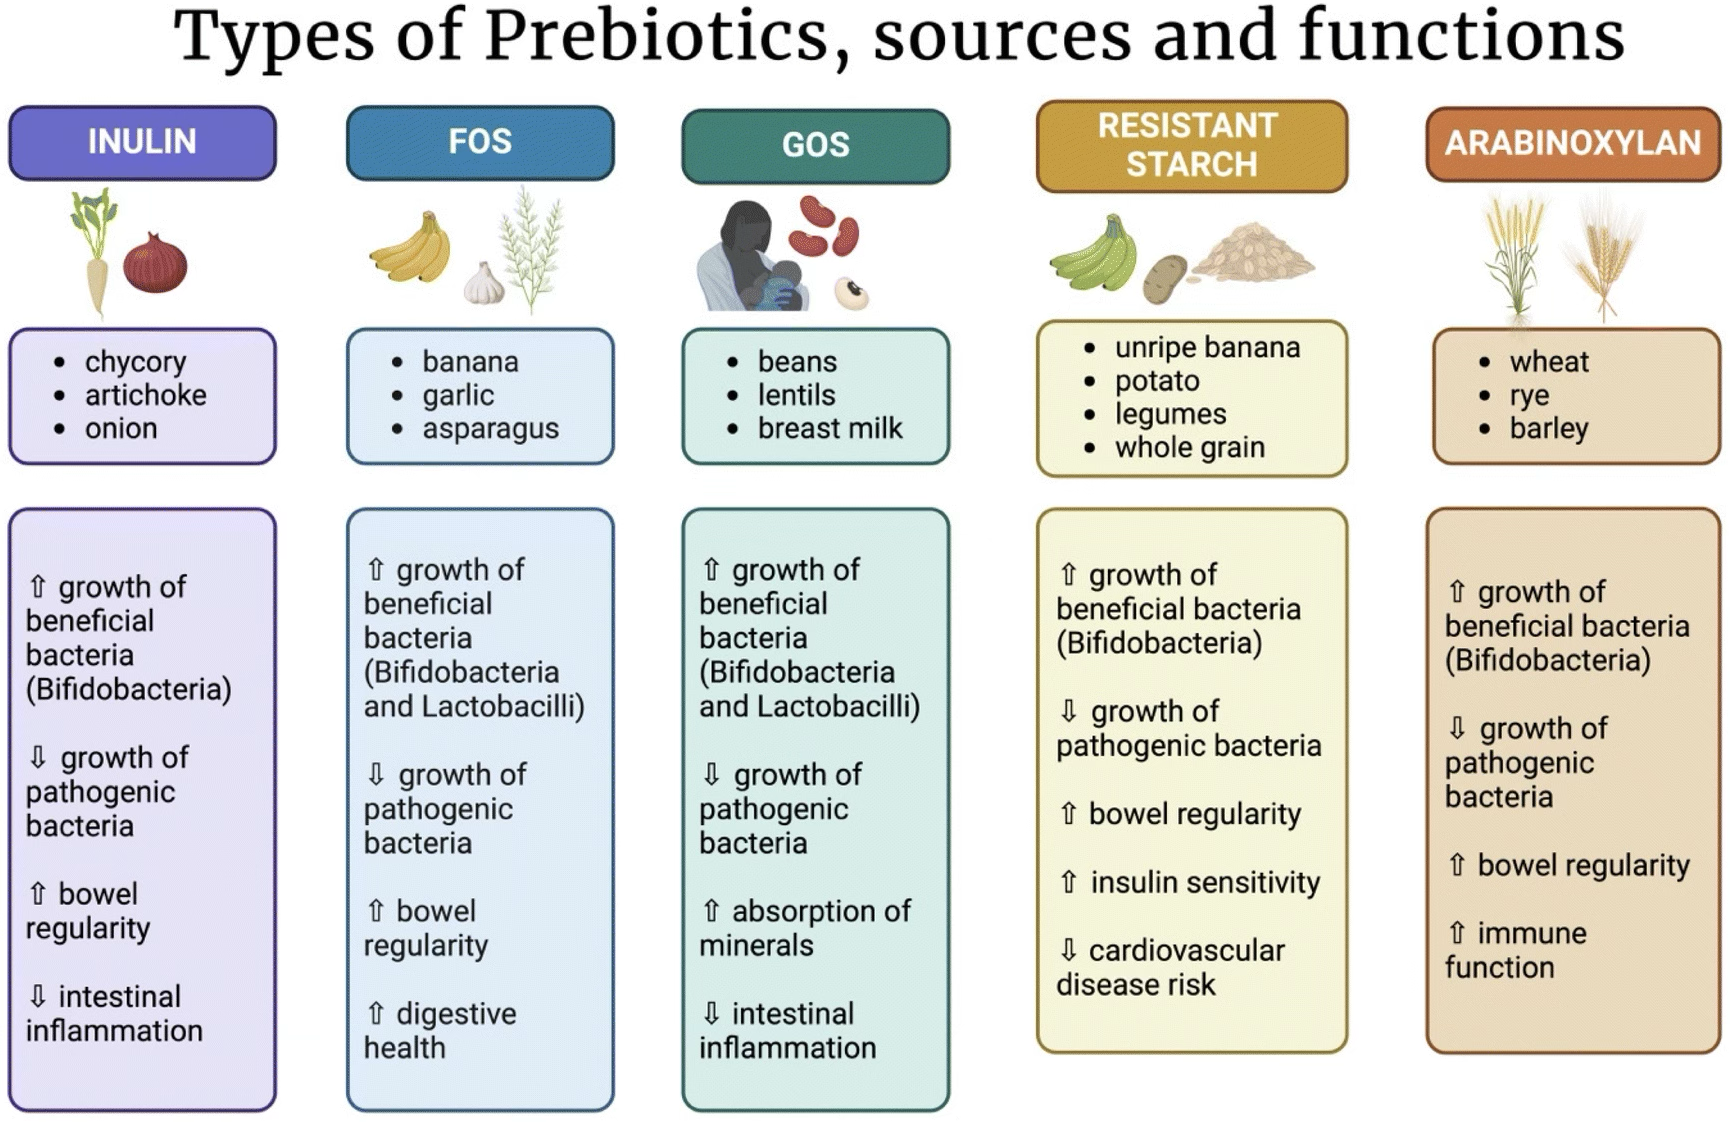 Types of Prebiotics, sources and functions
INULIN
• chycory
• artichoke
• onion
⇧ growth of
beneficial
bacteria
(Bifidobacteria)
⇩ growth of
pathogenic
bacteria
⇧ bowel
regularity
⇩ intestinal
inflammation
FOS
• banana
• garlic
• asparagus
⇧ growth of
beneficial
bacteria
(Bifidobacteria
and Lactobacilli)
⇩ growth of
pathogenic
bacteria
⇧ bowel
regularity
⇧ digestive
health
GOS
• beans
• lentils
• breast milk
⇧ growth of
beneficial
bacteria
(Bifidobacteria
and Lactobacilli)
⇩ growth of
pathogenic
bacteria
⇧ absorption of
minerals
⇩ intestinal
inflammation
RESISTANT
STARCH
• unripe banana
• potato
• legumes
• whole grain
⇧ growth of
beneficial bacteria
(Bifidobacteria)
⇩ growth of
pathogenic bacteria
⇧ bowel regularity
⇧ insulin sensitivity
⇩ cardiovascular
disease risk
ARABINOXYLAN
• wheat
• rye
• barley
⇧ growth of
beneficial bacteria
(Bifidobacteria)
⇩ growth of
pathogenic
bacteria
⇧ bowel regularity
⇧ immune
function